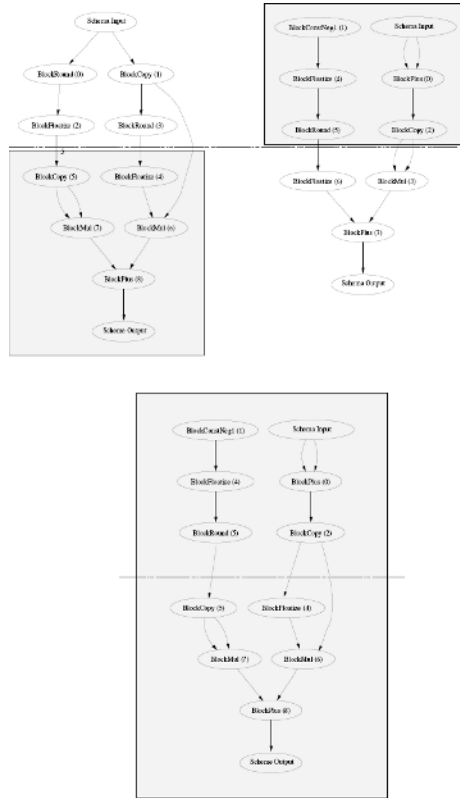 Schema Input
BlockRound (0)
BlockCopy (1)
BlockFloatize (2)
BlockRound (3)
BlockCopy (5)
BlockFloatize (4)
BlockMul (7)
BlockMul (6)
BlockPlus (8)
Schema Output
BlockConstNeg1 (1)
Schema Input
BlockFloatize (4)
BlockPlus (0)
BlockRound (5)
BlockCopy (2)
BlockFloatize (6)
BlockMul (3)
BlockPlus (7)
Schema Output
BlockConstNeg1 (1)
Schema Input
BlockFloatize (4)
BlockPlus (0)
BlockRound (5)
BlockCopy (2)
BlockCopy (5)
BlockFloatize (4)
BlockMul (7)
BlockMul (6)
BlockPlus (8)
Schema Output